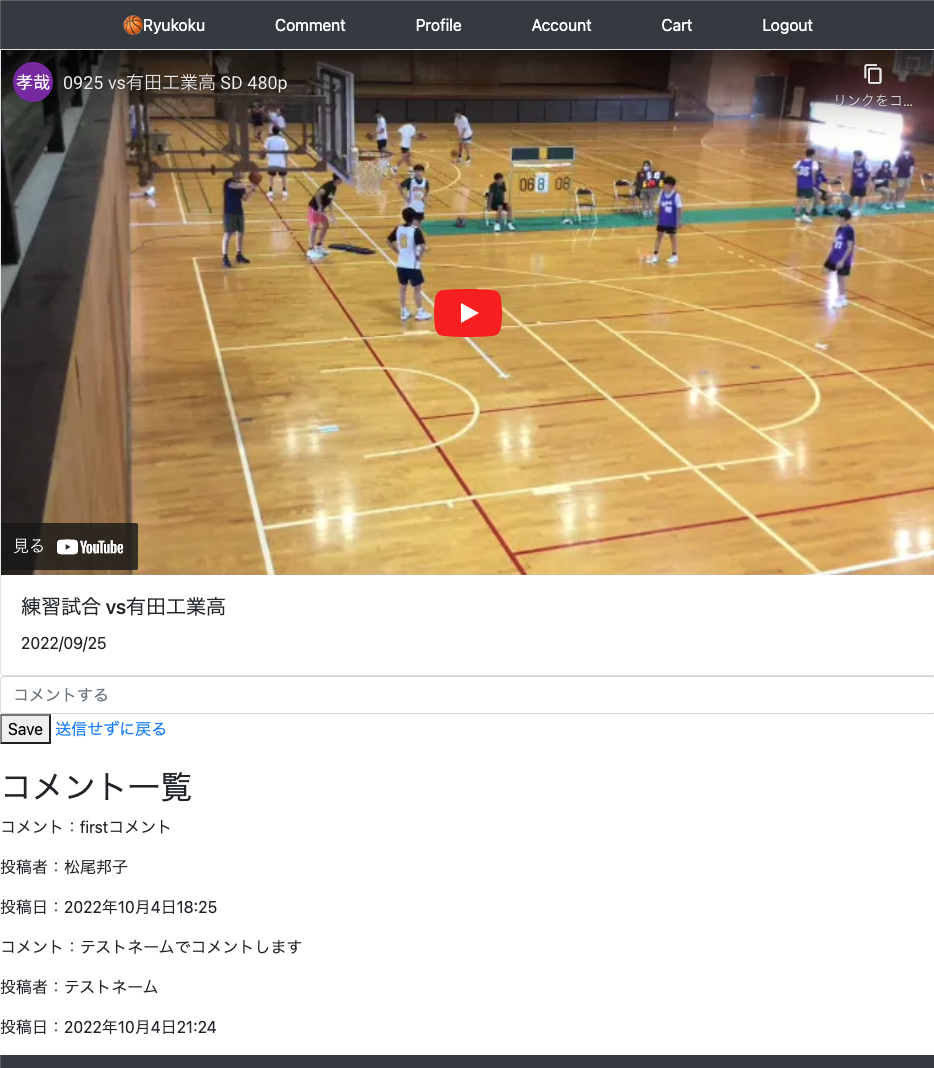 🏀Ryukoku Comment Profile Account Cart Logout
孝哉 0925 vs有田工業高 SD 480p
リンクをコ...
06 8 08
見る YouTube
練習試合 vs有田工業高
2022/09/25
コメントする
Save 送信せずに戻る
コメント一覧
コメント：firstコメント
投稿者：松尾邦子
投稿日：2022年10月4日18:25
コメント：テストネームでコメントします
投稿者：テストネーム
投稿日：2022年10月4日21:24